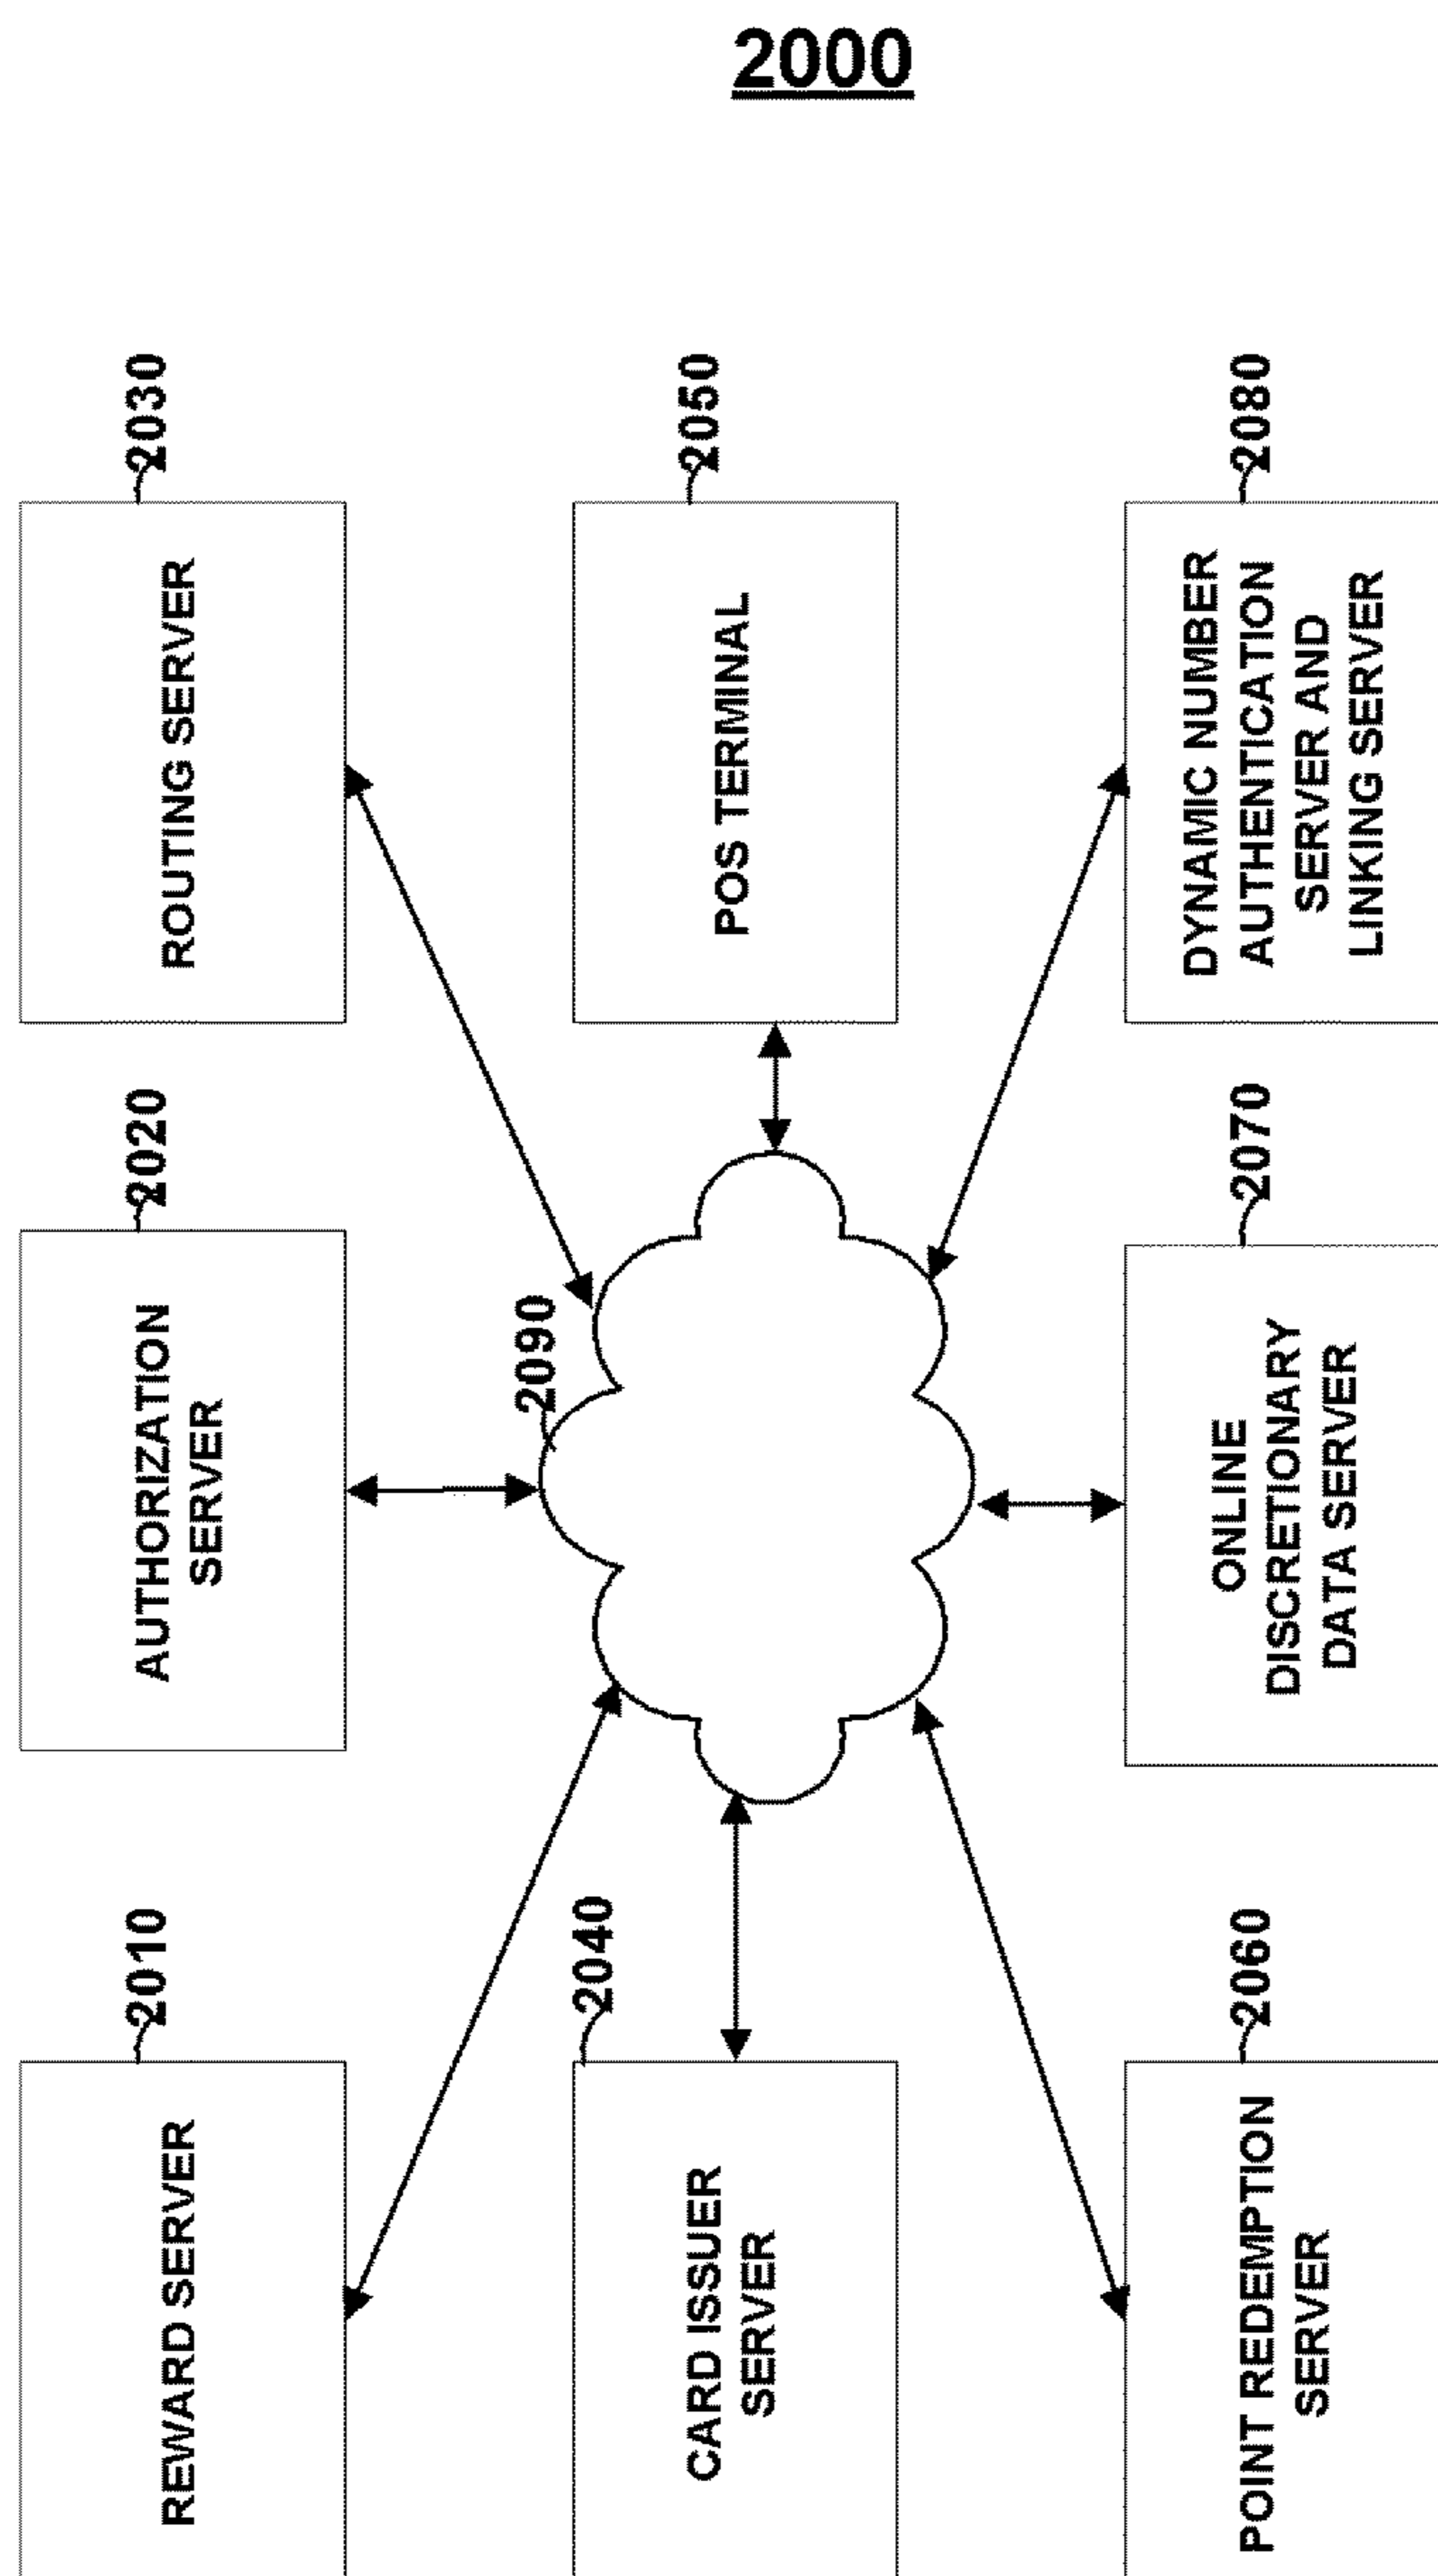 2000
2010
REWARD SERVER
2020
AUTHORIZATION
SERVER
2030
ROUTING SERVER
2040
CARD ISSUER
SERVER
2090
2050
POS TERMINAL
2060
POINT REDEMPTION
SERVER
2070
ONLINE
DISCRETIONARY
DATA SERVER
2080
DYNAMIC NUMBER
AUTHENTICATION
SERVER AND
LINKING SERVER